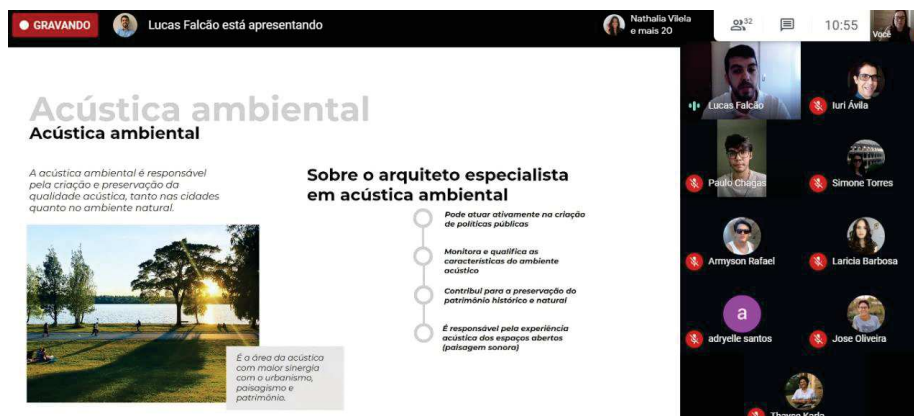 GRAVANDO
Lucas Falcão está apresentando
Nathalia Vilela
e mais 20
32
10:55
Você
Acústica ambiental
Acústica ambiental
A acústica ambiental é responsável
pela criação e preservação da
qualidade acústica, tanto nas cidades
quanto no ambiente natural.
É a área da acústica
com maior sinergia
com o urbanismo,
paisagismo e
patrimônio.
Sobre o arquiteto especialista
em acústica ambiental
Pode atuar ativamente na criação
de políticas públicas
Monitora e qualifica as
características do ambiente
acústico
Contribui para a preservação do
patrimônio histórico e natural
É responsável pela experiência
acústica dos espaços abertos
(paisagem sonora)
Lucas Falcão
Iuri Ávila
Paulo Chagas
Simone Torres
Armyson Rafael
Laricia Barbosa
a
adryelle santos
Jose Oliveira
Thayse Karla